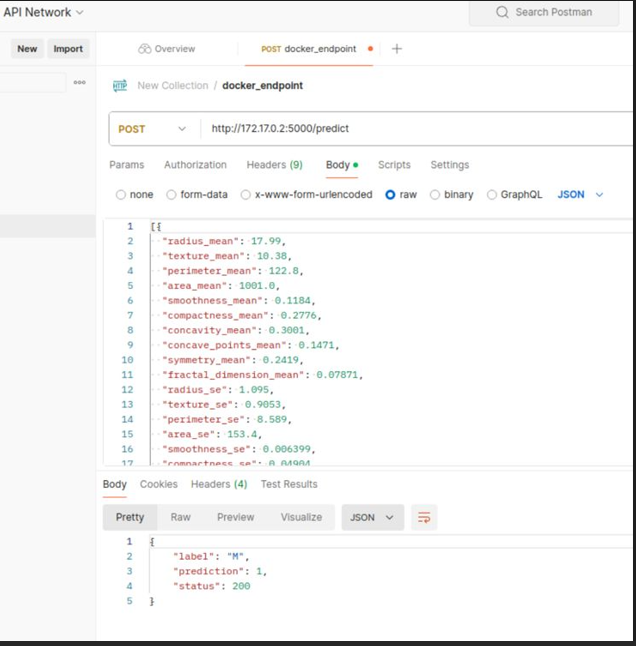 API Network
Search Postman
New Import
Overview
POST docker_endpoint
HTTP New Collection / docker_endpoint
POST http://172.17.0.2:5000/predict
Params Authorization Headers (9) Body Scripts Settings
none form-data x-www-form-urlencoded raw binary GraphQL JSON
1 [{
2 "radius_mean": 17.99,
3 "texture_mean": 10.38,
4 "perimeter_mean": 122.8,
5 "area_mean": 1001.0,
6 "smoothness_mean": 0.1184,
7 "compactness_mean": 0.2776,
8 "concavity_mean": 0.3001,
9 "concave_points_mean": 0.1471,
10 "symmetry_mean": 0.2419,
11 "fractal_dimension_mean": 0.07871,
12 "radius_se": 1.095,
13 "texture_se": 0.9053,
14 "perimeter_se": 8.589,
15 "area_se": 153.4,
16 "smoothness_se": 0.006399,
17 "compactness_se": 0.04904,
Body Cookies Headers (4) Test Results
Pretty Raw Preview Visualize JSON
1 {
2 "label": "M",
3 "prediction": 1,
4 "status": 200
5 }